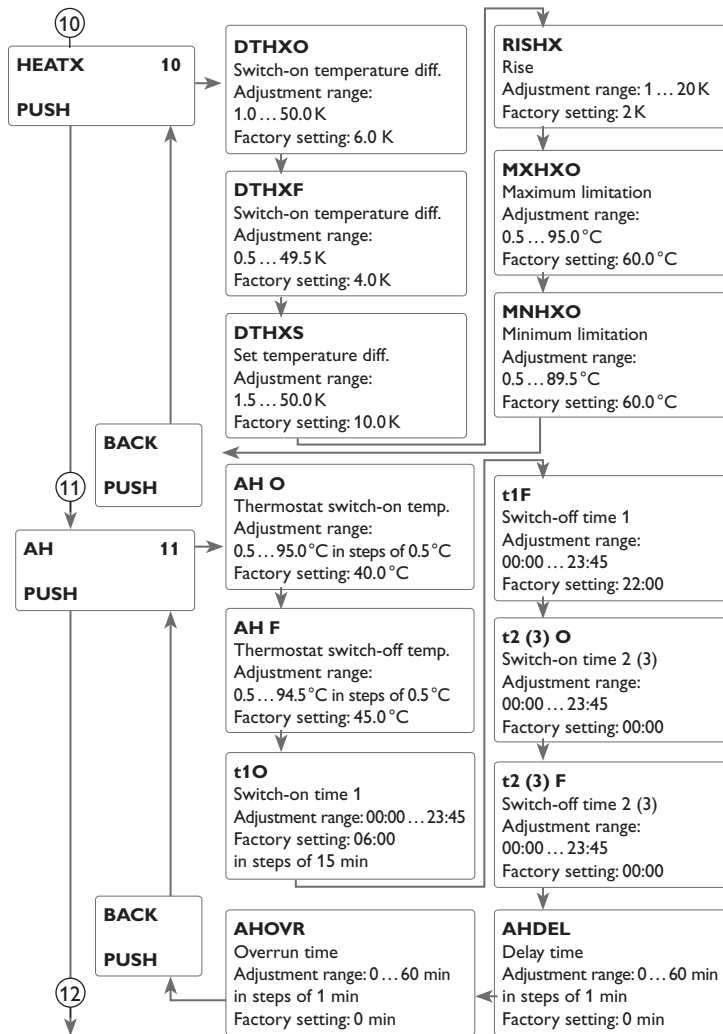 10
HEATX 10
PUSH
DTHXO
Switch-on temperature diff.
Adjustment range:
1.0 … 50.0 K
Factory setting: 6.0 K
DTHXF
Switch-on temperature diff.
Adjustment range:
0.5 … 49.5 K
Factory setting: 4.0 K
DTHXS
Set temperature diff.
Adjustment range:
1.5 … 50.0 K
Factory setting: 10.0 K
RISHX
Rise
Adjustment range: 1 … 20 K
Factory setting: 2 K
MXHXO
Maximum limitation
Adjustment range:
0.5 … 95.0 °C
Factory setting: 60.0 °C
MNHXO
Minimum limitation
Adjustment range:
0.5 … 89.5 °C
Factory setting: 60.0 °C
BACK
PUSH
11
AH 11
PUSH
AH O
Thermostat switch-on temp.
Adjustment range:
0.5 … 95.0 °C in steps of 0.5 °C
Factory setting: 40.0 °C
AH F
Thermostat switch-off temp.
Adjustment range:
0.5 … 94.5 °C in steps of 0.5 °C
Factory setting: 45.0 °C
t1O
Switch-on time 1
Adjustment range: 00:00 … 23:45
Factory setting: 06:00
in steps of 15 min
t1F
Switch-off time 1
Adjustment range:
00:00 … 23:45
Factory setting: 22:00
t2 (3) O
Switch-on time 2 (3)
Adjustment range:
00:00 … 23:45
Factory setting: 00:00
t2 (3) F
Switch-off time 2 (3)
Adjustment range:
00:00 … 23:45
Factory setting: 00:00
AHDEL
Delay time
Adjustment range: 0 … 60 min
in steps of 1 min
Factory setting: 0 min
AHOVR
Overrun time
Adjustment range: 0 … 60 min
in steps of 1 min
Factory setting: 0 min
BACK
PUSH
12